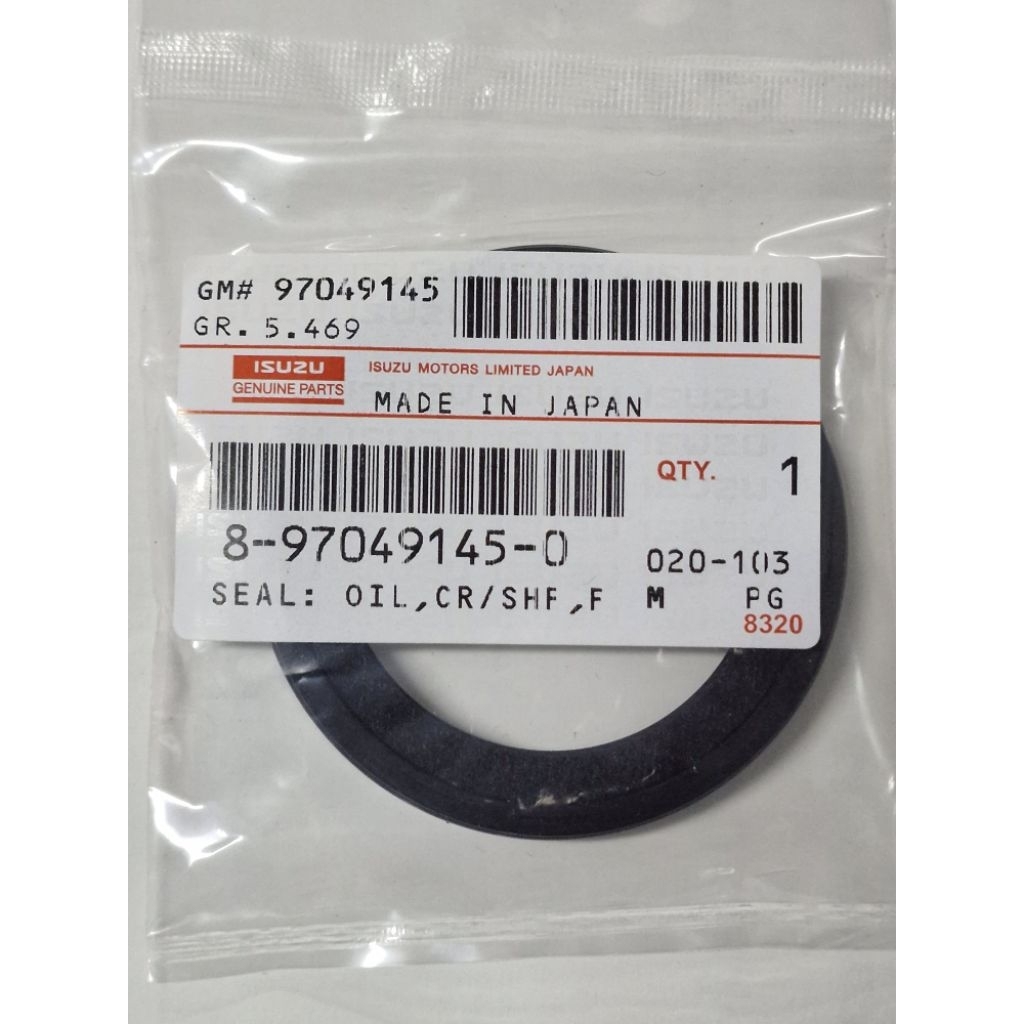 GM# 97049145
GR. 5.469
ISUZU
GENUINE PARTS
ISUZU MOTORS LIMITED JAPAN
MADE IN JAPAN
QTY. 1
8-97049145-0
020-103
SEAL: OIL,CR/SHF,F M PG
8320